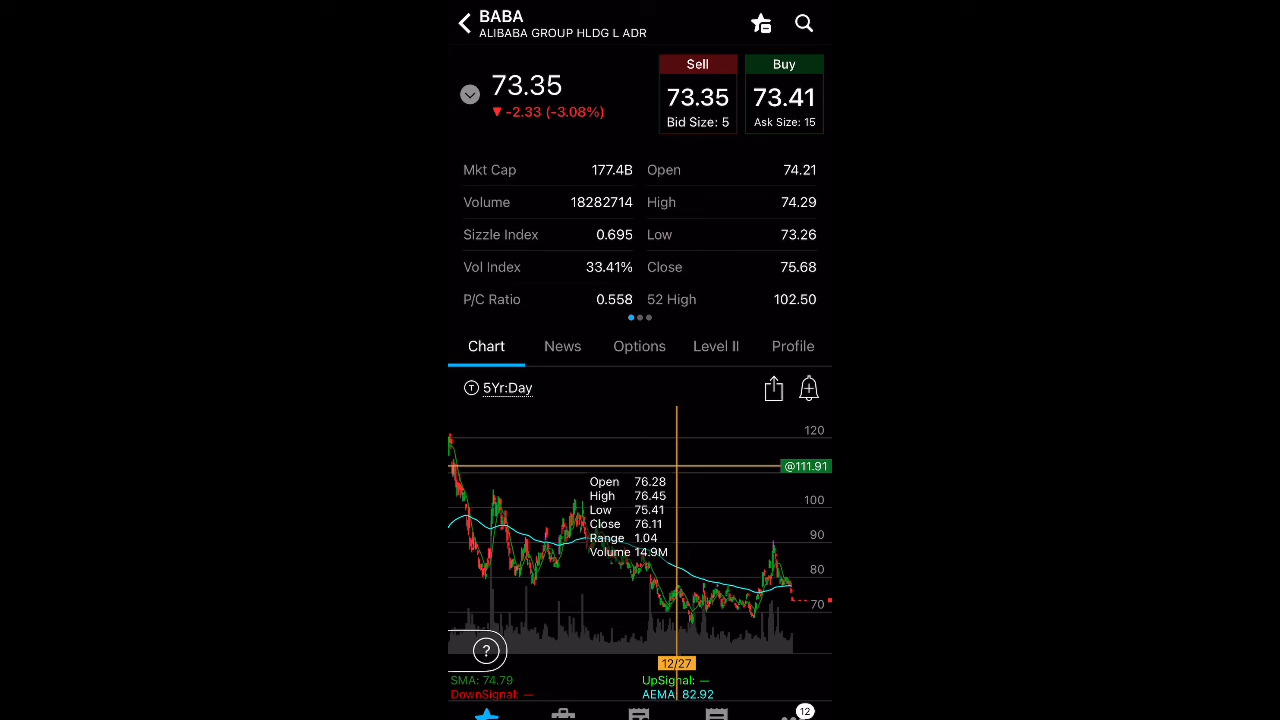 BABA
ALIBABA GROUP HLDG L ADR
73.35
▼ -2.33 (-3.08%)
Sell
73.35
Bid Size: 5
Buy
73.41
Ask Size: 15
Mkt Cap 177.4B Open 74.21
Volume 18282714 High 74.29
Sizzle Index 0.695 Low 73.26
Vol Index 33.41% Close 75.68
P/C Ratio 0.558 52 High 102.50
Chart News Options Level II Profile
T 5Yr:Day
120
@111.91
100
90
80
70
Open 76.28
High 76.45
Low 75.41
Close 76.11
Range 1.04
Volume 14.9M
?
12/27
SMA: 74.79 UpSignal: —
DownSignal: — AEMA: 82.92
12